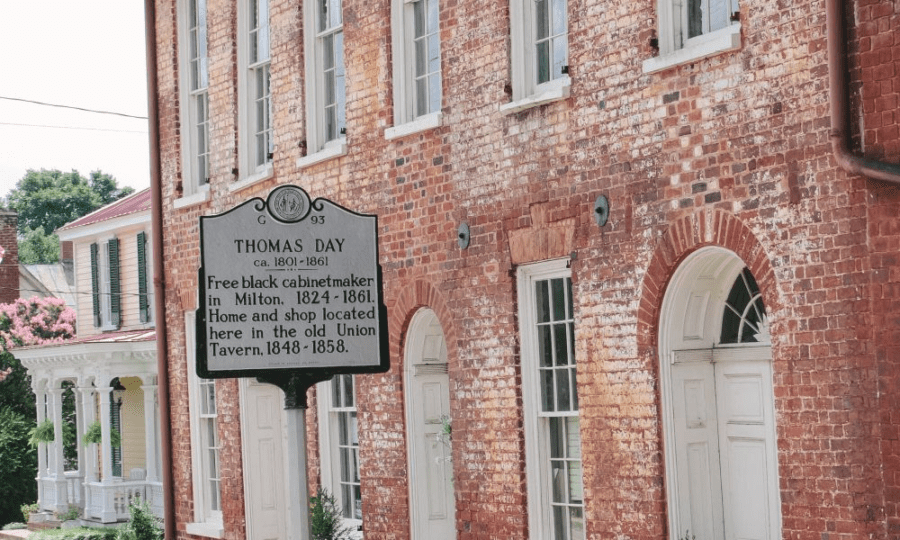 G 93
THOMAS DAY
ca. 1801-1861
Free black cabinetmaker
in Milton, 1824-1861.
Home and shop located
here in the old Union
Tavern, 1848-1858.